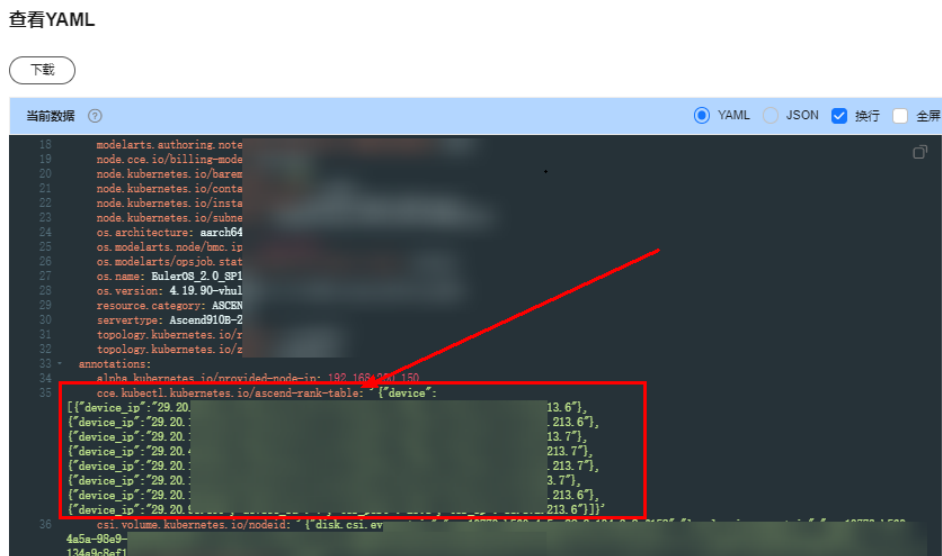 查看YAML
下载
当前数据 ?
YAML JSON 换行 全屏
18 modelarts.authoring.note
19 node.cce.io/billing-mode
20 node.kubernetes.io/barem
21 node.kubernetes.io/conta
22 node.kubernetes.io/insta
23 node.kubernetes.io/subne
24 os.architecture: aarch64
25 os.modelarts.node/bmc.ip
26 os.modelarts/opsjob.stat
27 os.name: EulerOS_2.0_SP1
28 os.version: 4.19.90-vhul
29 resource.category: ASCEN
30 servertype: Ascend910B-2
31 topology.kubernetes.io/r
32 topology.kubernetes.io/z
33 annotations:
34 alpha.kubernetes.io/provided-node-ip: 192.168.200.150
35 cce.kubectl.kubernetes.io/ascend-rank-table: '{"device":
[{"device_ip":"29.20. 13.6"},
{"device_ip":"29.20. .213.6"},
{"device_ip":"29.20. 13.7"},
{"device_ip":"29.20. 213.7"},
{"device_ip":"29.20. .213.7"},
{"device_ip":"29.20. 3.7"},
{"device_ip":"29.20. 213.6"},
{"device_ip":"29.20. 213.6"}]}'
36 csi.volume.kubernetes.io/nodeid: '{"disk.csi.ev
4a5a-98e9-
134a9c8ef1